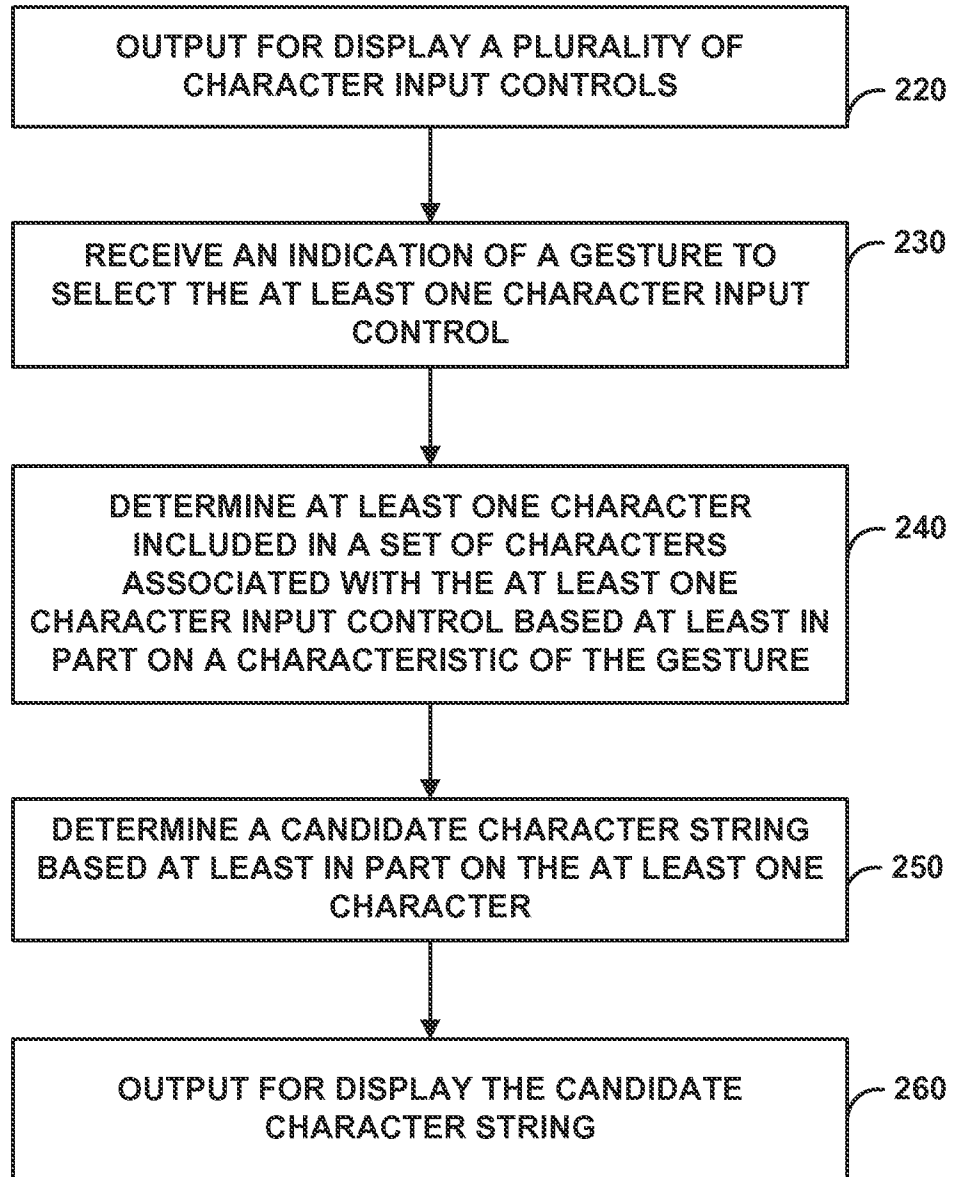 OUTPUT FOR DISPLAY A PLURALITY OF
CHARACTER INPUT CONTROLS
220
RECEIVE AN INDICATION OF A GESTURE TO
SELECT THE AT LEAST ONE CHARACTER INPUT
CONTROL
230
DETERMINE AT LEAST ONE CHARACTER
INCLUDED IN A SET OF CHARACTERS
ASSOCIATED WITH THE AT LEAST ONE
CHARACTER INPUT CONTROL BASED AT LEAST IN
PART ON A CHARACTERISTIC OF THE GESTURE
240
DETERMINE A CANDIDATE CHARACTER STRING
BASED AT LEAST IN PART ON THE AT LEAST ONE
CHARACTER
250
OUTPUT FOR DISPLAY THE CANDIDATE
CHARACTER STRING
260